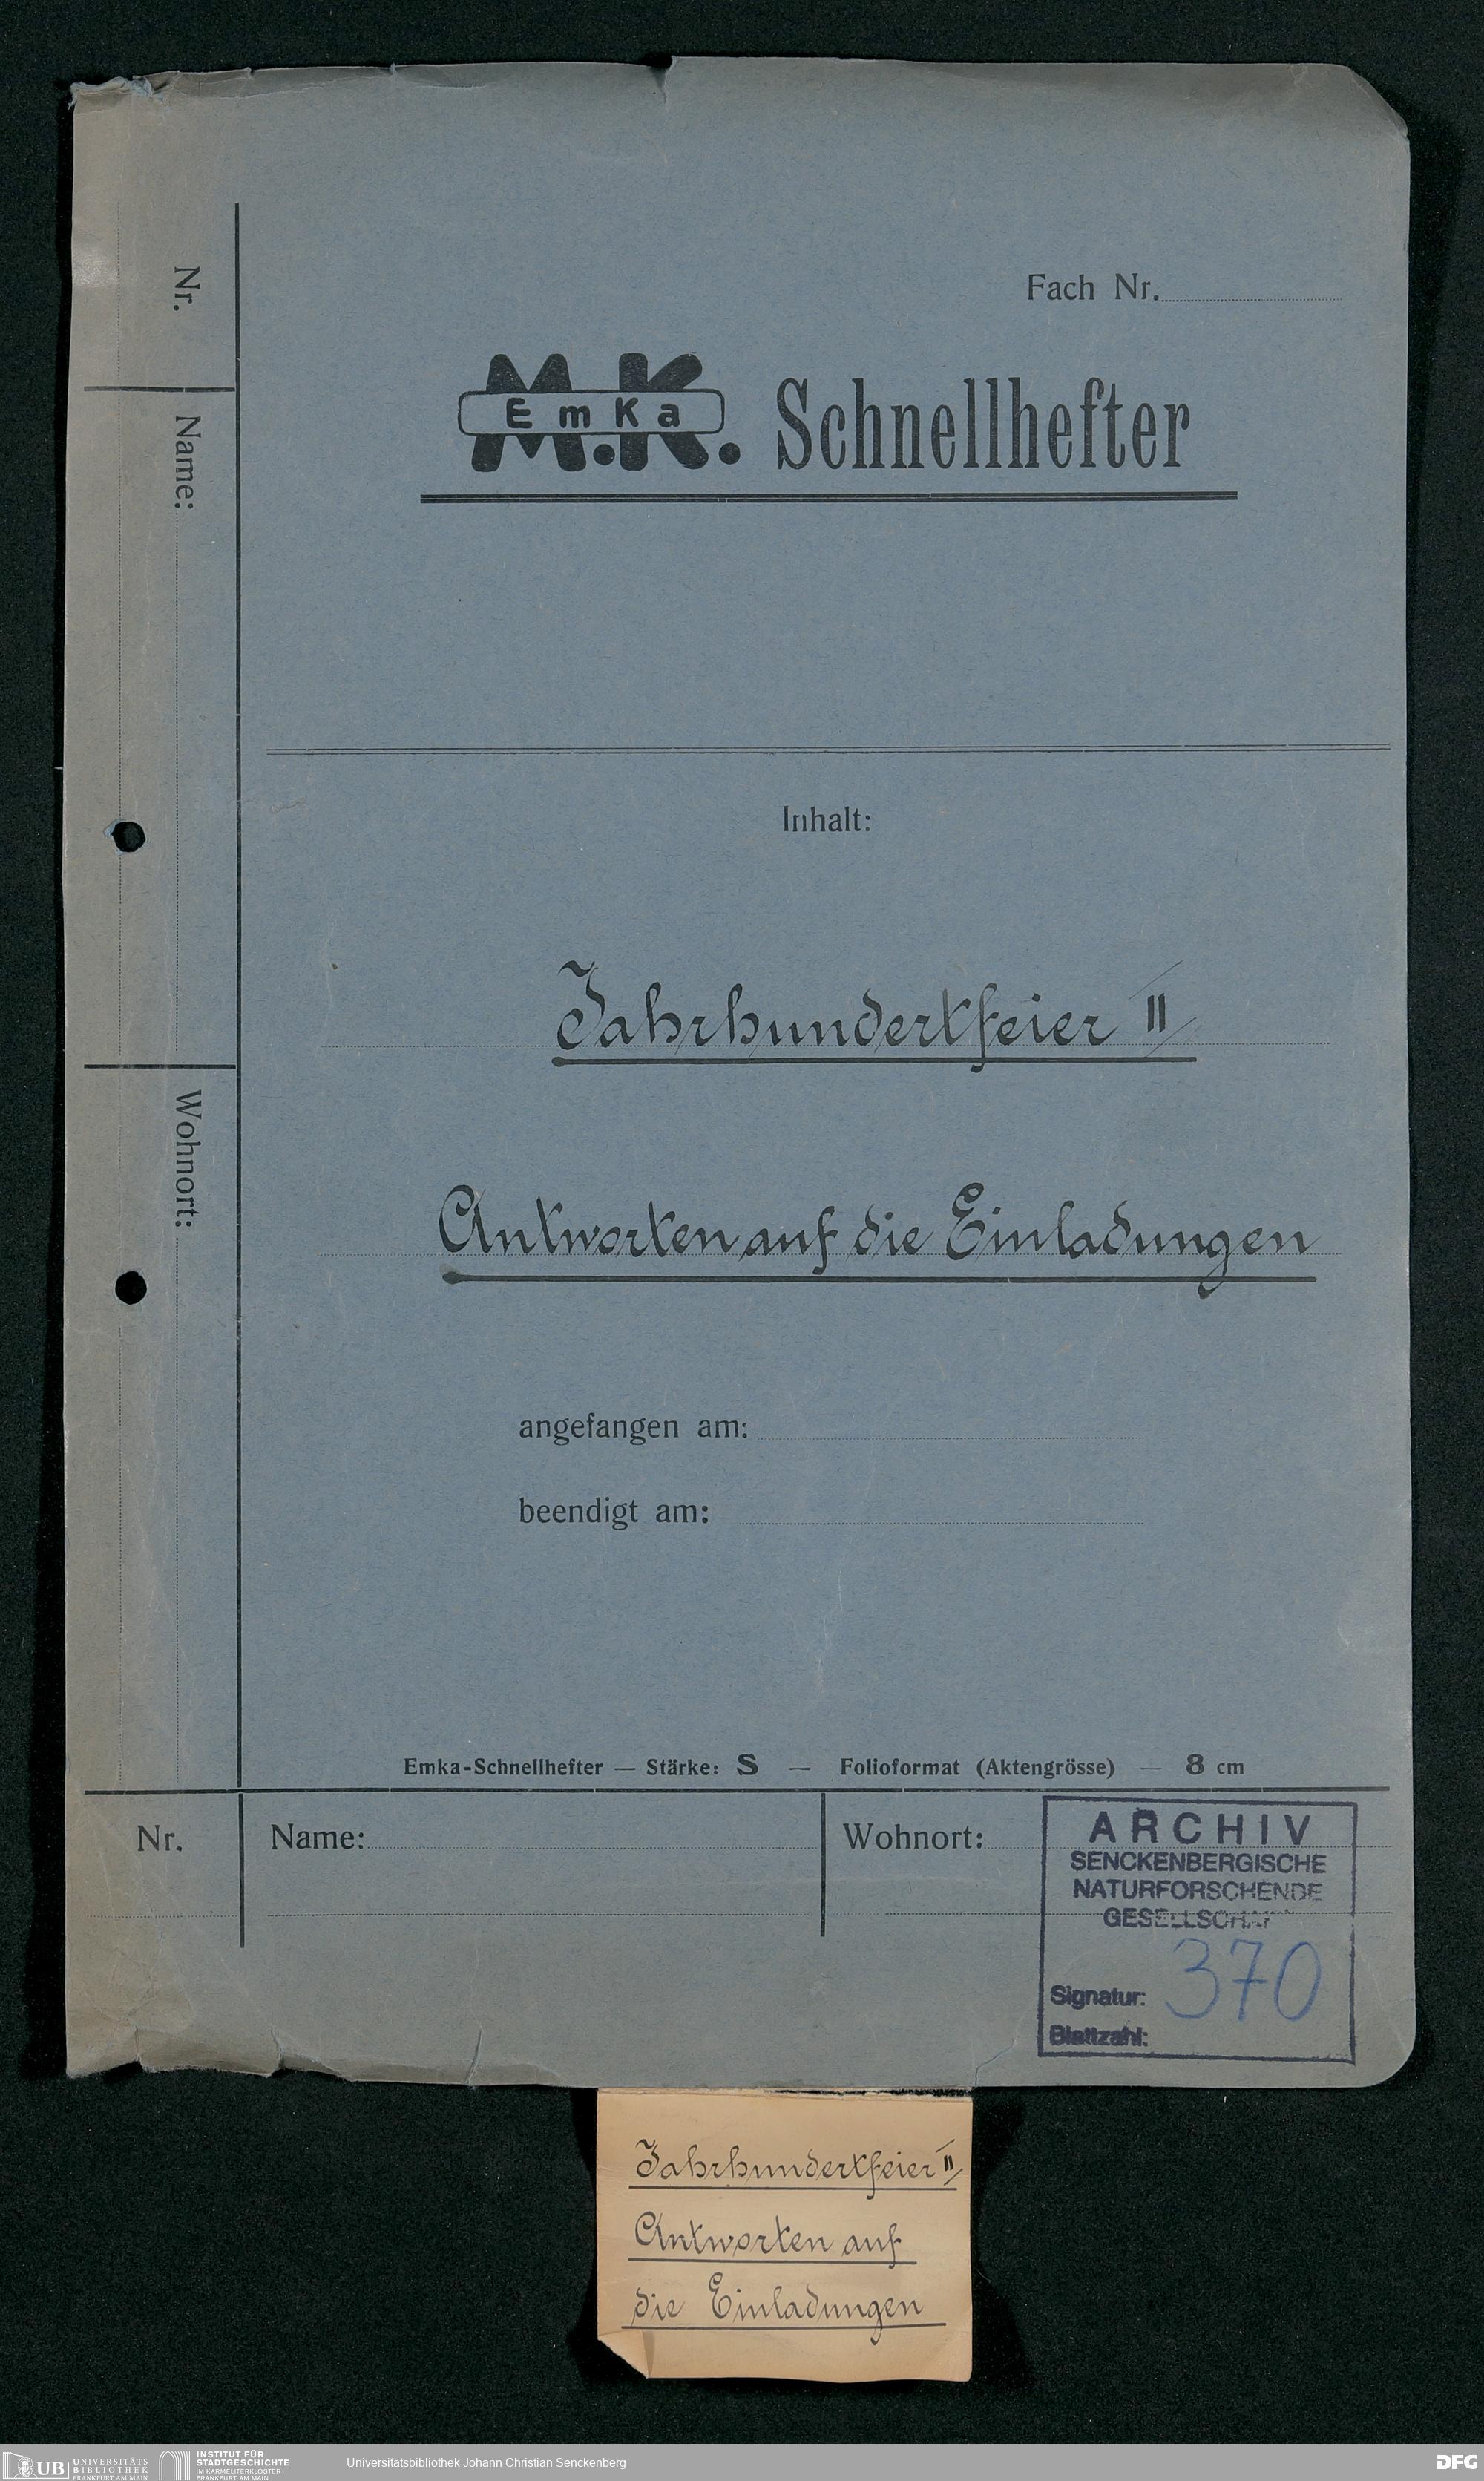 Fach Nr.
M.K.
EmKa
Schnellhefter
Nr.
Name:
Wohnort:
Inhalt:
Jahrhundertfeier II
Antworten auf die Einladungen
angefangen am:
beendigt am:
Emka-Schnellhefter — Stärke: S — Folioformat (Aktengrösse) — 8 cm
Nr.
Name:
Wohnort:
ARCHIV
SENCKENBERGISCHE
NATURFORSCHENDE
GESELLSCHAFT
Signatur: 370
Blattzahl:
Jahrhundertfeier II
Antworten auf
die Einladungen
UB UNIVERSITÄTS
BIBLIOTHEK
FRANKFURT AM MAIN
INSTITUT FÜR
STADTGESCHICHTE
IM KARMELITERKLOSTER
FRANKFURT AM MAIN
Universitätsbibliothek Johann Christian Senckenberg
DFG